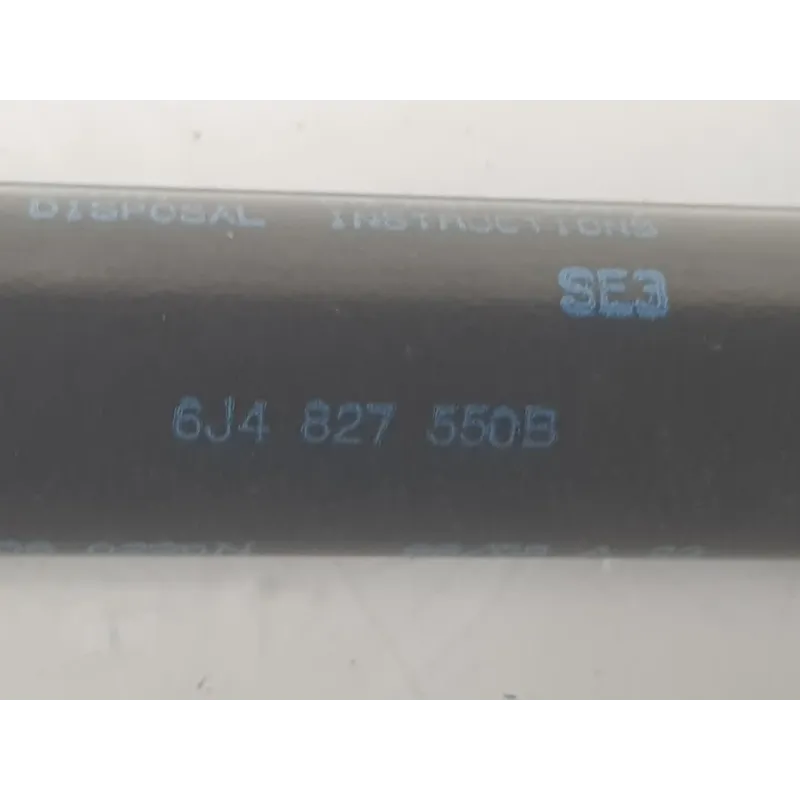 DISPOSAL INSTRUCTIONS
SE3
6J4 827 550B